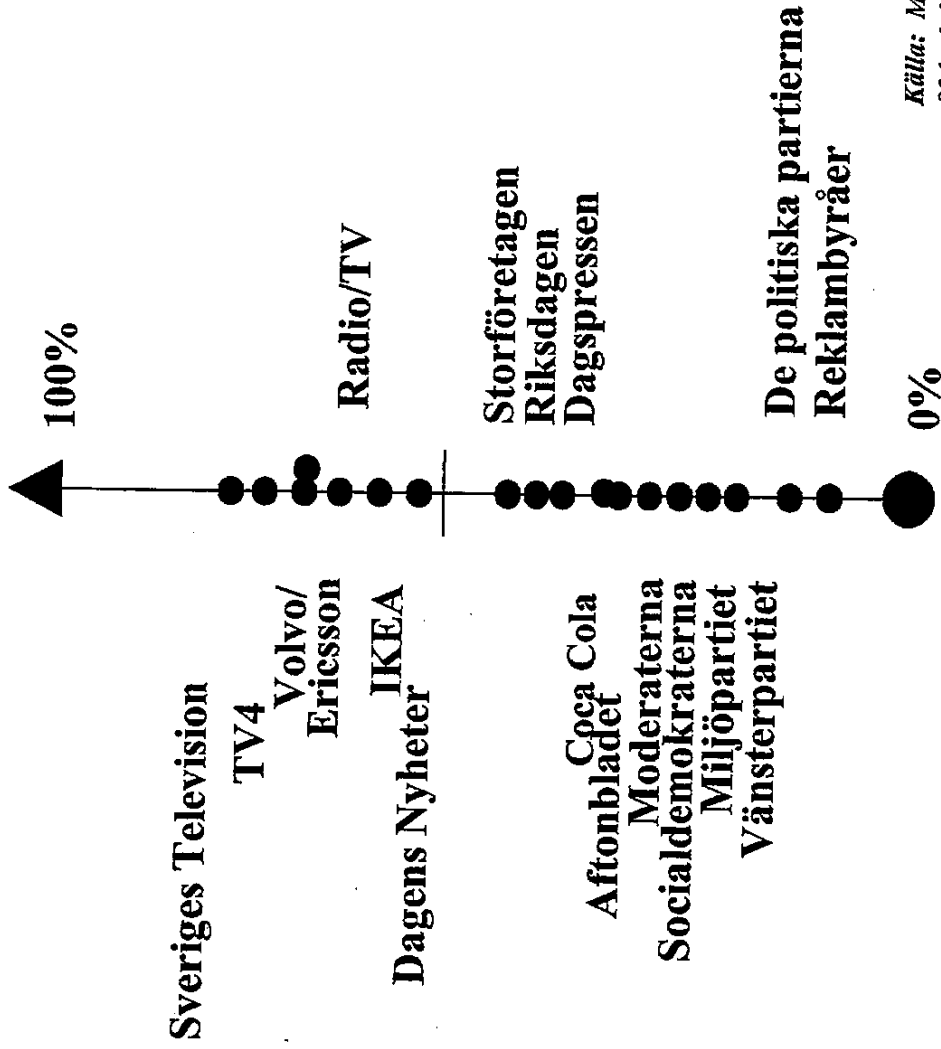 100%
Sveriges Television
TV4
Volvo/
Ericsson
Radio/TV
IKEA
Dagens Nyheter
Storföretagen
Riksdagen
Dagspressen
Coca Cola
Aftonbladet
Moderaterna
Socialdemokraterna
Miljöpartiet
Vänsterpartiet
De politiska partierna
Reklambyråer
0%
Källa: